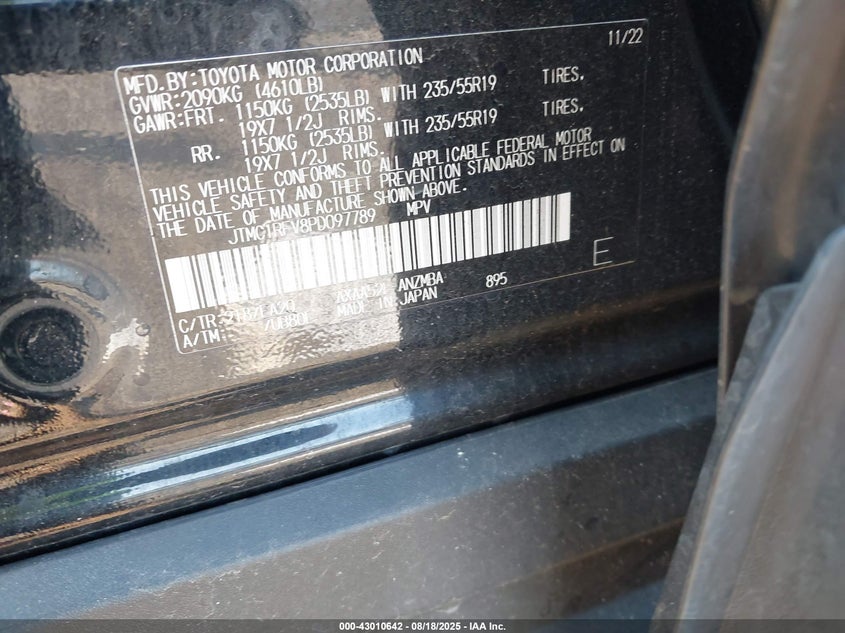 11/22
MFD.BY:TOYOTA MOTOR CORPORATION
GVWR:2090KG (4610LB)
GAWR:FRT. 1150KG (2535LB) WITH 235/55R19 TIRES.
19X7 1/2J RIMS.
RR. 1150KG (2535LB) WITH 235/55R19 TIRES.
19X7 1/2J RIMS.
THIS VEHICLE CONFORMS TO ALL APPLICABLE FEDERAL MOTOR
VEHICLE SAFETY AND THEFT PREVENTION STANDARDS IN EFFECT ON
THE DATE OF MANUFACTURE SHOWN ABOVE.
MPV
E
C/TR: ANZMBA 895
A/TM: MADE IN JAPAN
000-43010642 - 08/18/2025 - IAA Inc.